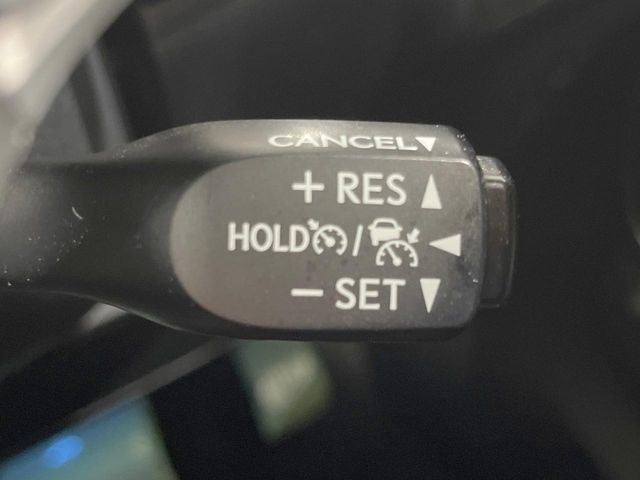 CANCEL
+ RES
HOLD /
− SET